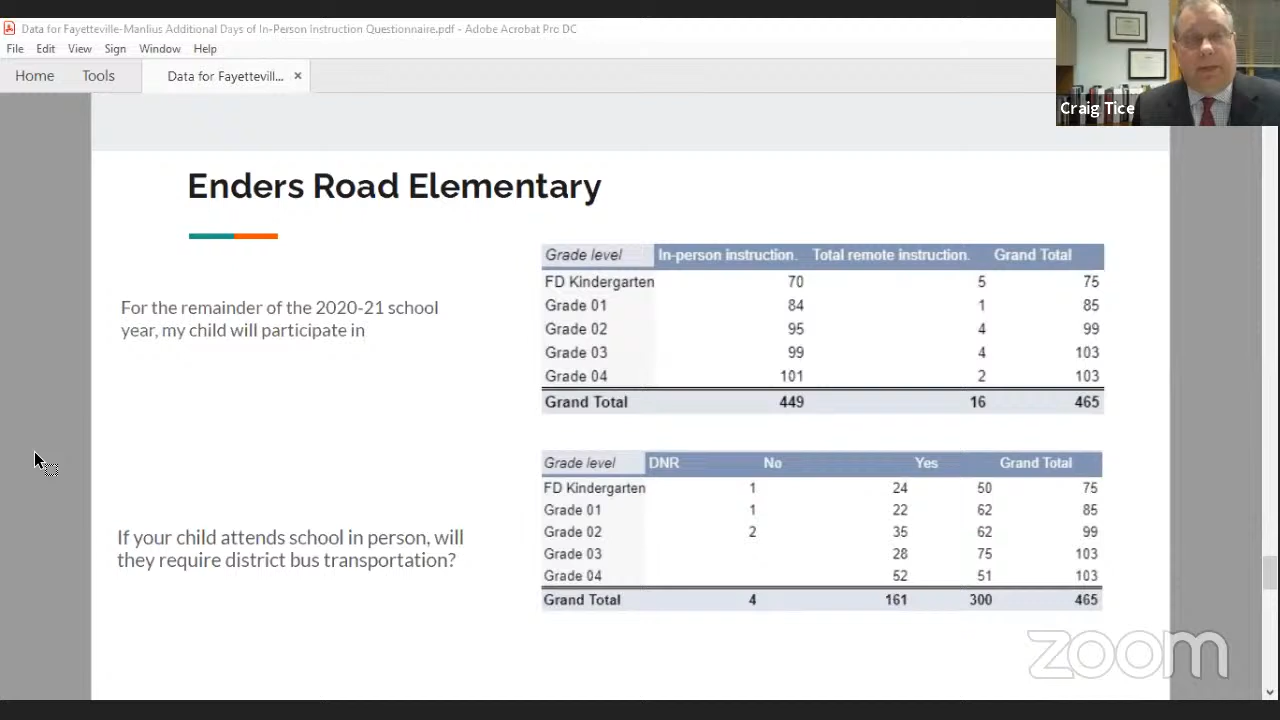 Data for Fayetteville-Manlius Additional Days of In-Person Instruction Questionnaire.pdf - Adobe Acrobat Pro DC
File Edit View Sign Window Help
Home Tools Data for Fayettevill... ×
Craig Tice
Enders Road Elementary
For the remainder of the 2020-21 school
year, my child will participate in
Grade level In-person instruction. Total remote instruction. Grand Total
FD Kindergarten 70 5 75
Grade 01 84 1 85
Grade 02 95 4 99
Grade 03 99 4 103
Grade 04 101 2 103
Grand Total 449 16 465
If your child attends school in person, will
they require district bus transportation?
Grade level DNR No Yes Grand Total
FD Kindergarten 1 24 50 75
Grade 01 1 22 62 85
Grade 02 2 35 62 99
Grade 03 28 75 103
Grade 04 52 51 103
Grand Total 4 161 300 465
zoom